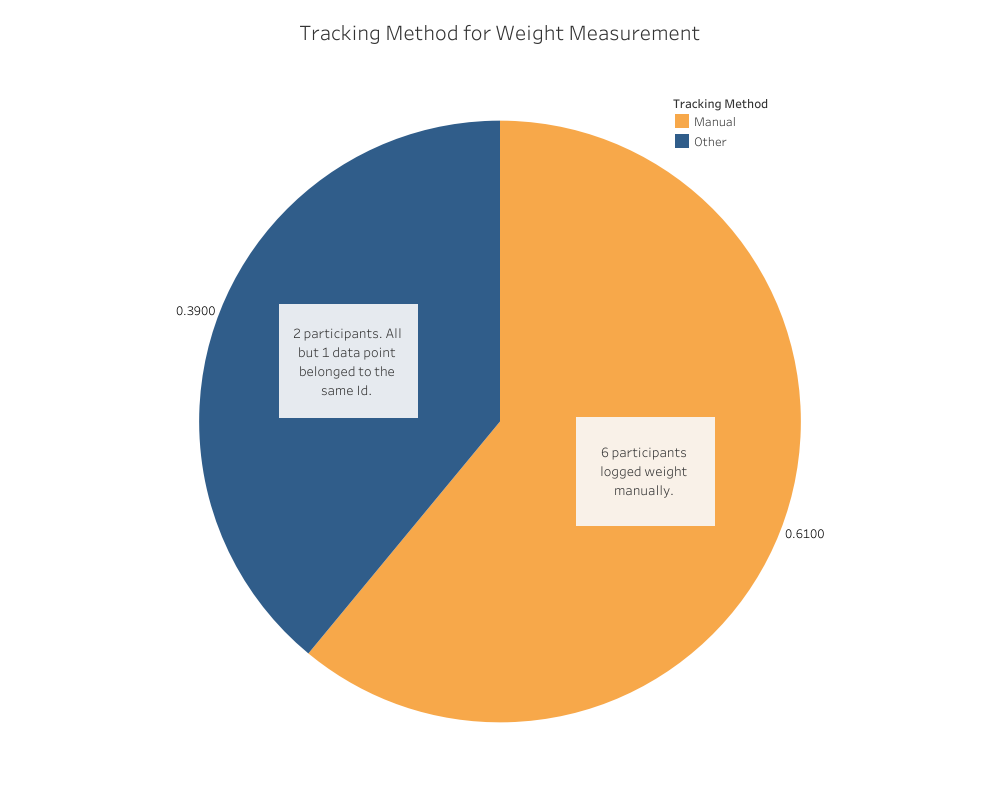 Tracking Method for Weight Measurement
Tracking Method
Manual
Other
0.3900
2 participants. All
but 1 data point
belonged to the
same Id.
6 participants
logged weight
manually.
0.6100